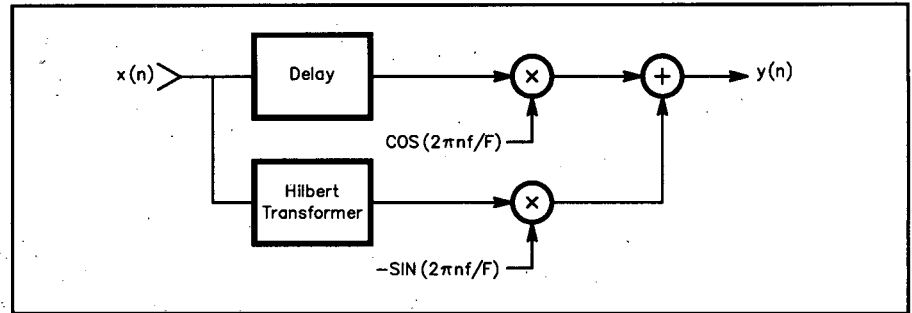 x(n)
Delay
×
+
y(n)
COS(2πnf/F)
Hilbert
Transformer
×
−SIN(2πnf/F)